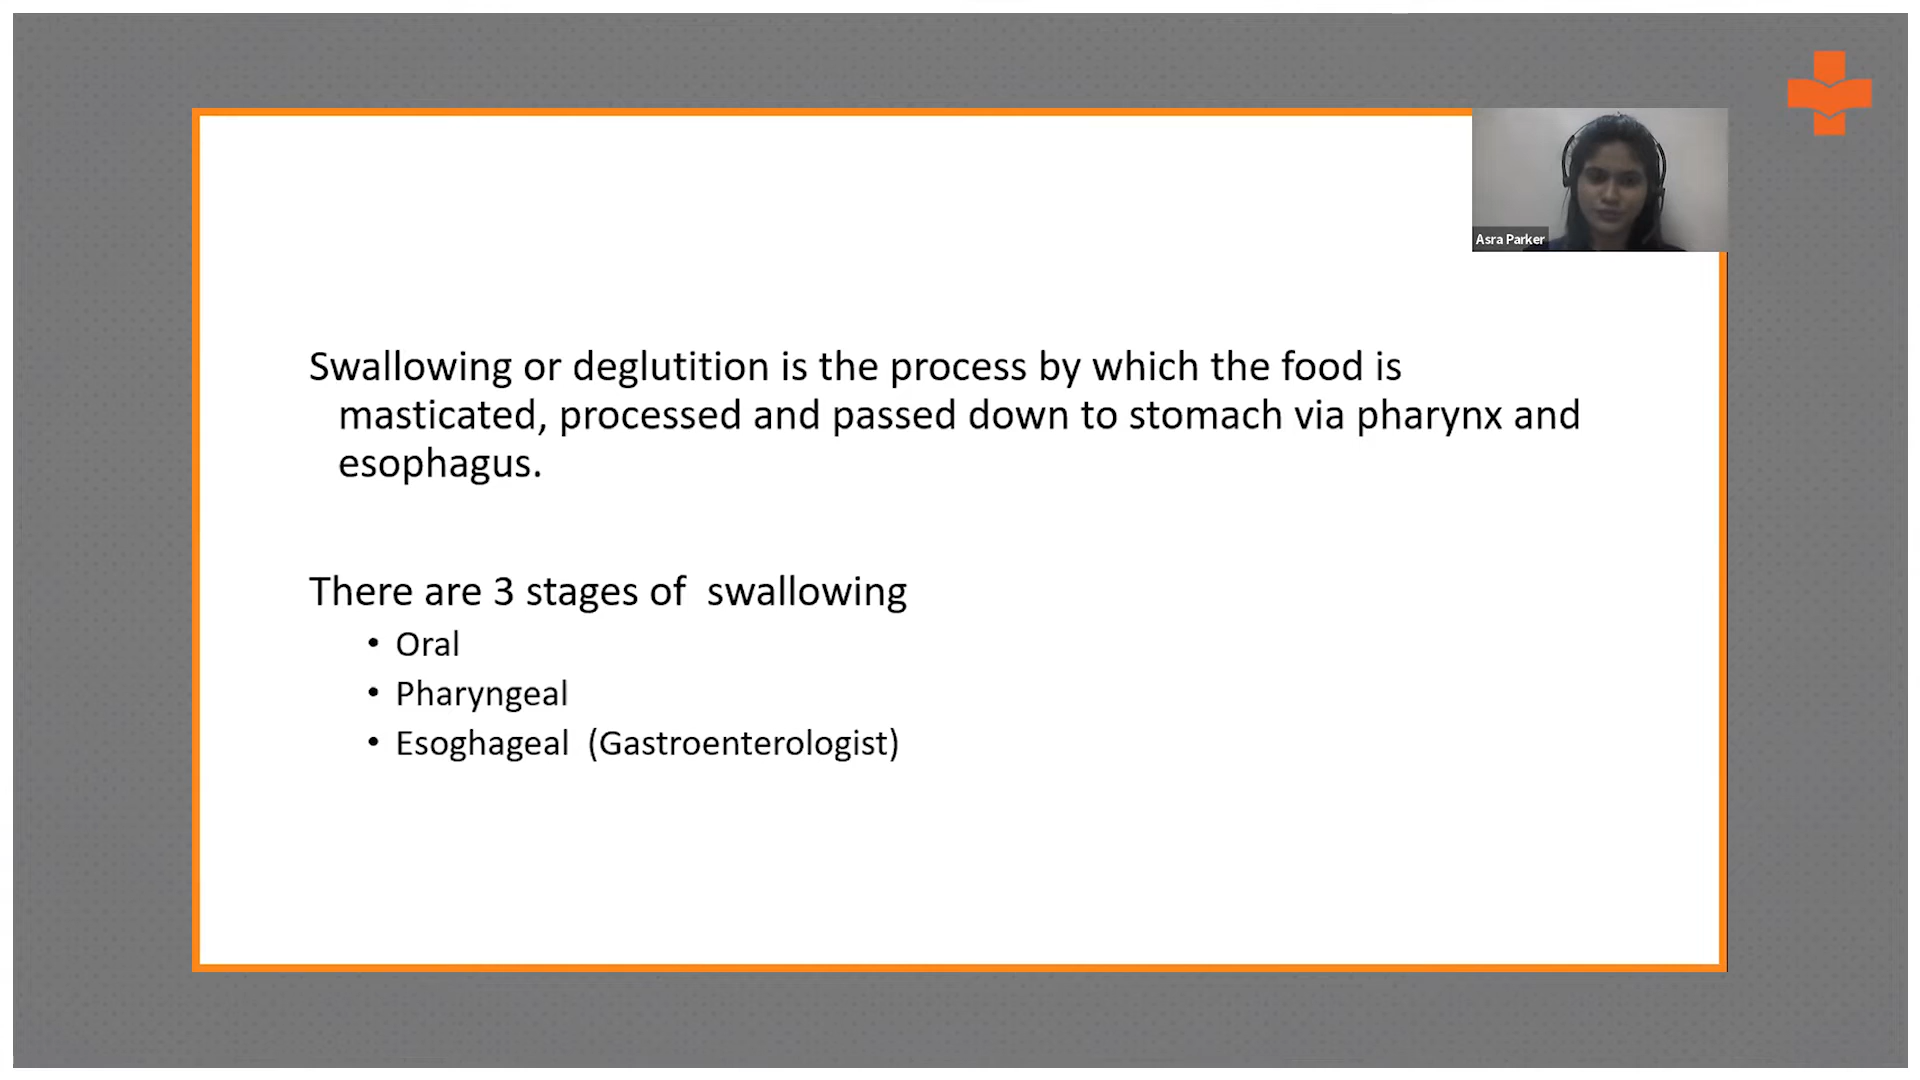 Asra Parker
Swallowing or deglutition is the process by which the food is
masticated, processed and passed down to stomach via pharynx and
esophagus.
There are 3 stages of  swallowing
• Oral
• Pharyngeal
• Esoghageal  (Gastroenterologist)